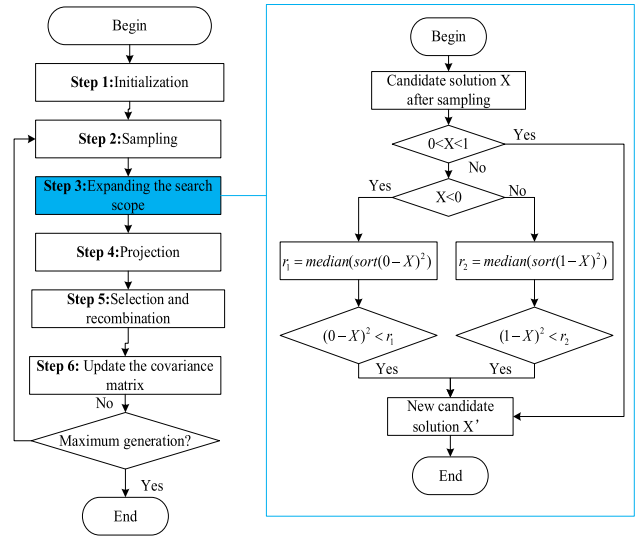 Begin
Step 1:Initialization
Step 2:Sampling
Step 3:Expanding the search
scope
Step 4:Projection
Step 5:Selection and
recombination
Step 6: Update the covariance
matrix
No
Maximum generation?
Yes
End
Begin
Candidate solution X
after sampling
0<X<1
Yes
No
X<0
Yes
No
r₁ = median(sort(0−X)²)
r₂ = median(sort(1−X)²)
(0−X)² < r₁
(1−X)² < r₂
Yes
Yes
New candidate
solution X’
End